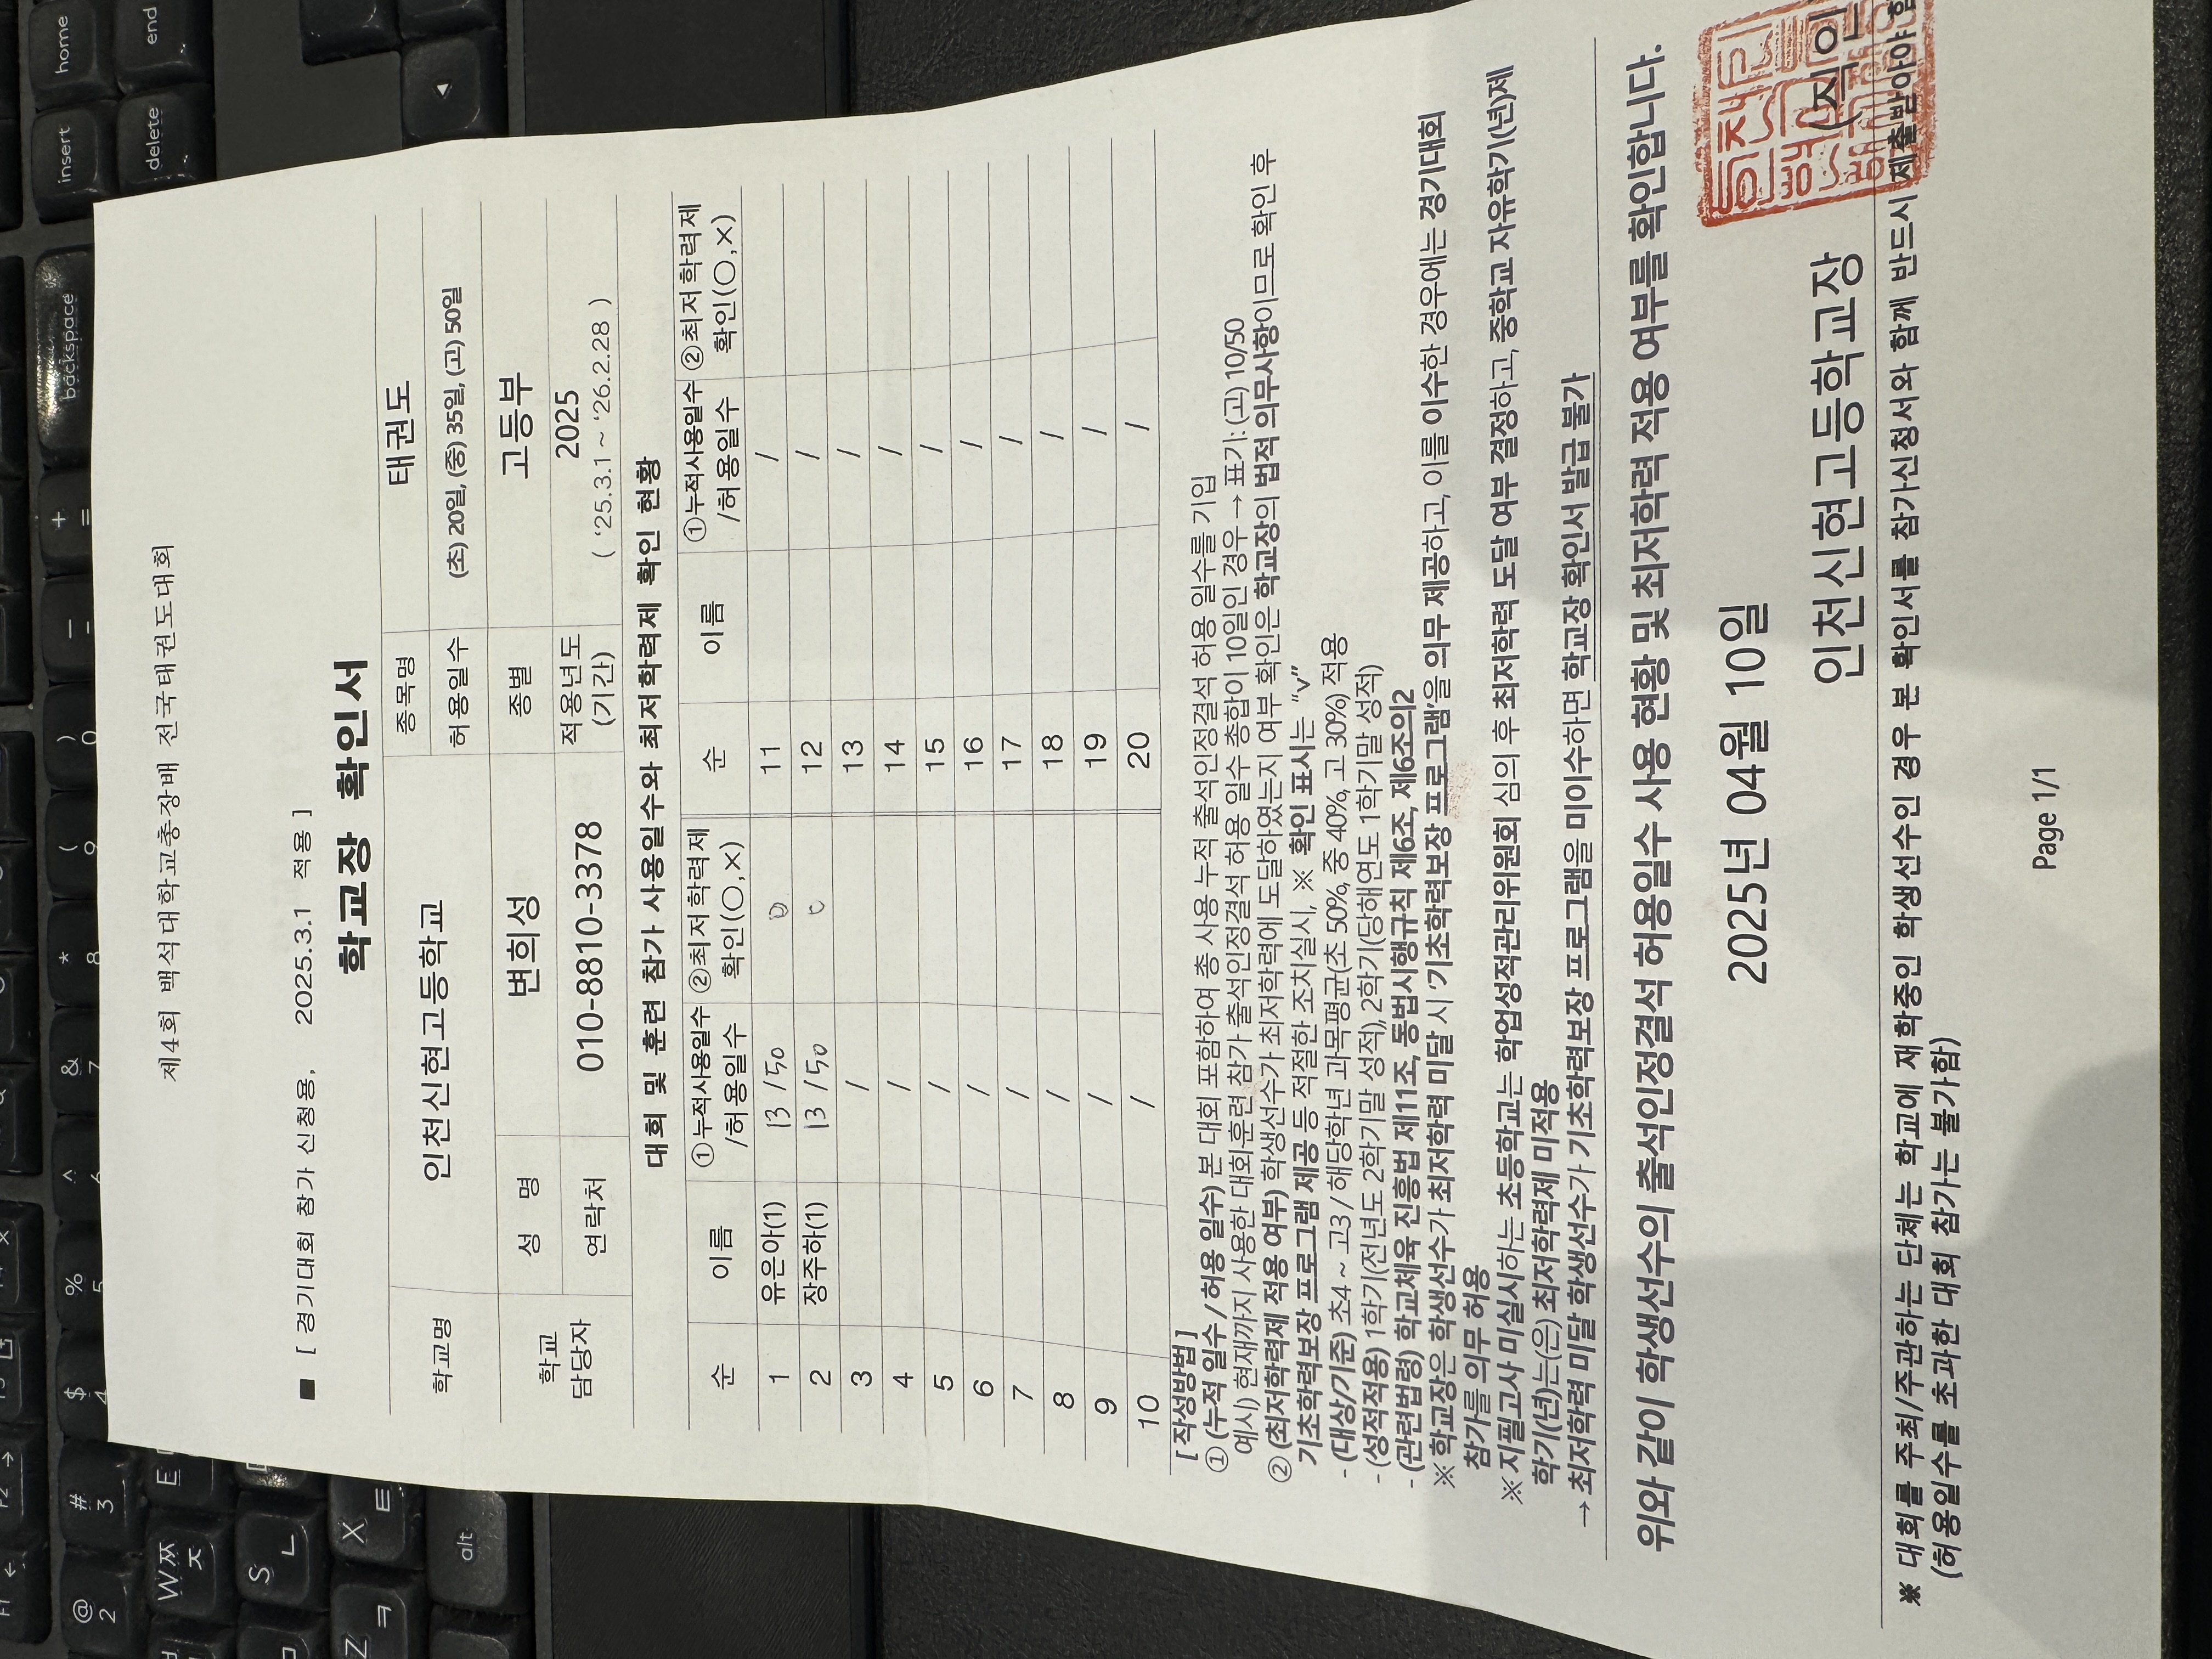 제4회 백석대학교총장배 전국태권도대회
■ [ 경기대회 참가 신청용, 2025.3.1 적용 ]
학교장 확인서
학교명 인천신현고등학교 종목명 태권도
허용일수 (초) 20일, (중) 35일, (고) 50일
학교 담당자 성 명 변희성 종별 고등부
연락처 010-8810-3378 적용년도 (기간) 2025 ( ‘25.3.1 ~ ‘26.2.28 )
대회 및 훈련 참가 사용일수와 최저학력제 확인 현황
순 이름 ①누적사용일수 /허용일수 ②최저학력제 확인(○,×) 순 이름 ①누적사용일수 /허용일수 ②최저학력제 확인(○,×)
1 유은아(1) 13 / 50 O 11 /
2 장주하(1) 13 / 50 O 12 /
3 / 13 /
4 / 14 /
5 / 15 /
6 / 16 /
7 / 17 /
8 / 18 /
9 / 19 /
10 / 20 /
[ 작성방법 ]
① (누적 일수 / 허용 일수) 본 대회 포함하여 총 사용 누적 출석인정결석 허용 일수를 기입
예시) 현재까지 사용한 대회훈련 참가 출석인정결석 허용 일수 총합이 10일인 경우 → 표기 : (고) 10/50
② (최저학력제 적용 여부) 학생선수가 최저학력에 도달하였는지 여부 확인은 학교장의 법적 의무사항이므로 확인 후
기초학력보장 프로그램 제공 등 적절한 조치실시, ※ 확인 표시는 “v”
- (대상/기준) 초4 ~ 고3 / 해당학년 과목평균(초 50%, 중 40%, 고 30%) 적용
- (성적적용) 1학기(전년도 2학기말 성적), 2학기(당해연도 1학기말 성적)
- (관련법령) 학교체육 진흥법 제11조, 동법시행규칙 제6조, 제6조의2
※ 학교장은 학생선수가 최저학력 미달 시 ‘기초학력보장 프로그램’을 의무 제공하고, 이를 이수한 경우에는 경기대회
참가를 의무 허용
※ 지필고사 미실시하는 초등학교는 학업성적관리위원회 심의 후 최저학력 도달 여부 결정하고, 중학교 자유학기(년)제
학기(년)는(은) 최저학력제 미적용
→ 최저학력 미달 학생선수가 기초학력보장 프로그램을 미이수하면 학교장 확인서 발급 불가
위와 같이 학생선수의 출석인정결석 허용일수 사용 현황 및 최저학력 적용 여부를 확인합니다.
2025년 04월 10일
인천신현고등학교장 (직인
※ 대회를 주최/주관하는 단체는 학교에 재학중인 학생선수인 경우 본 확인서를 참가신청서와 함께 반드시 제출받아야 함
(허용일수를 초과한 대회 참가는 불가함)
Page 1/1
home
end
insert
delete
backspace
alt